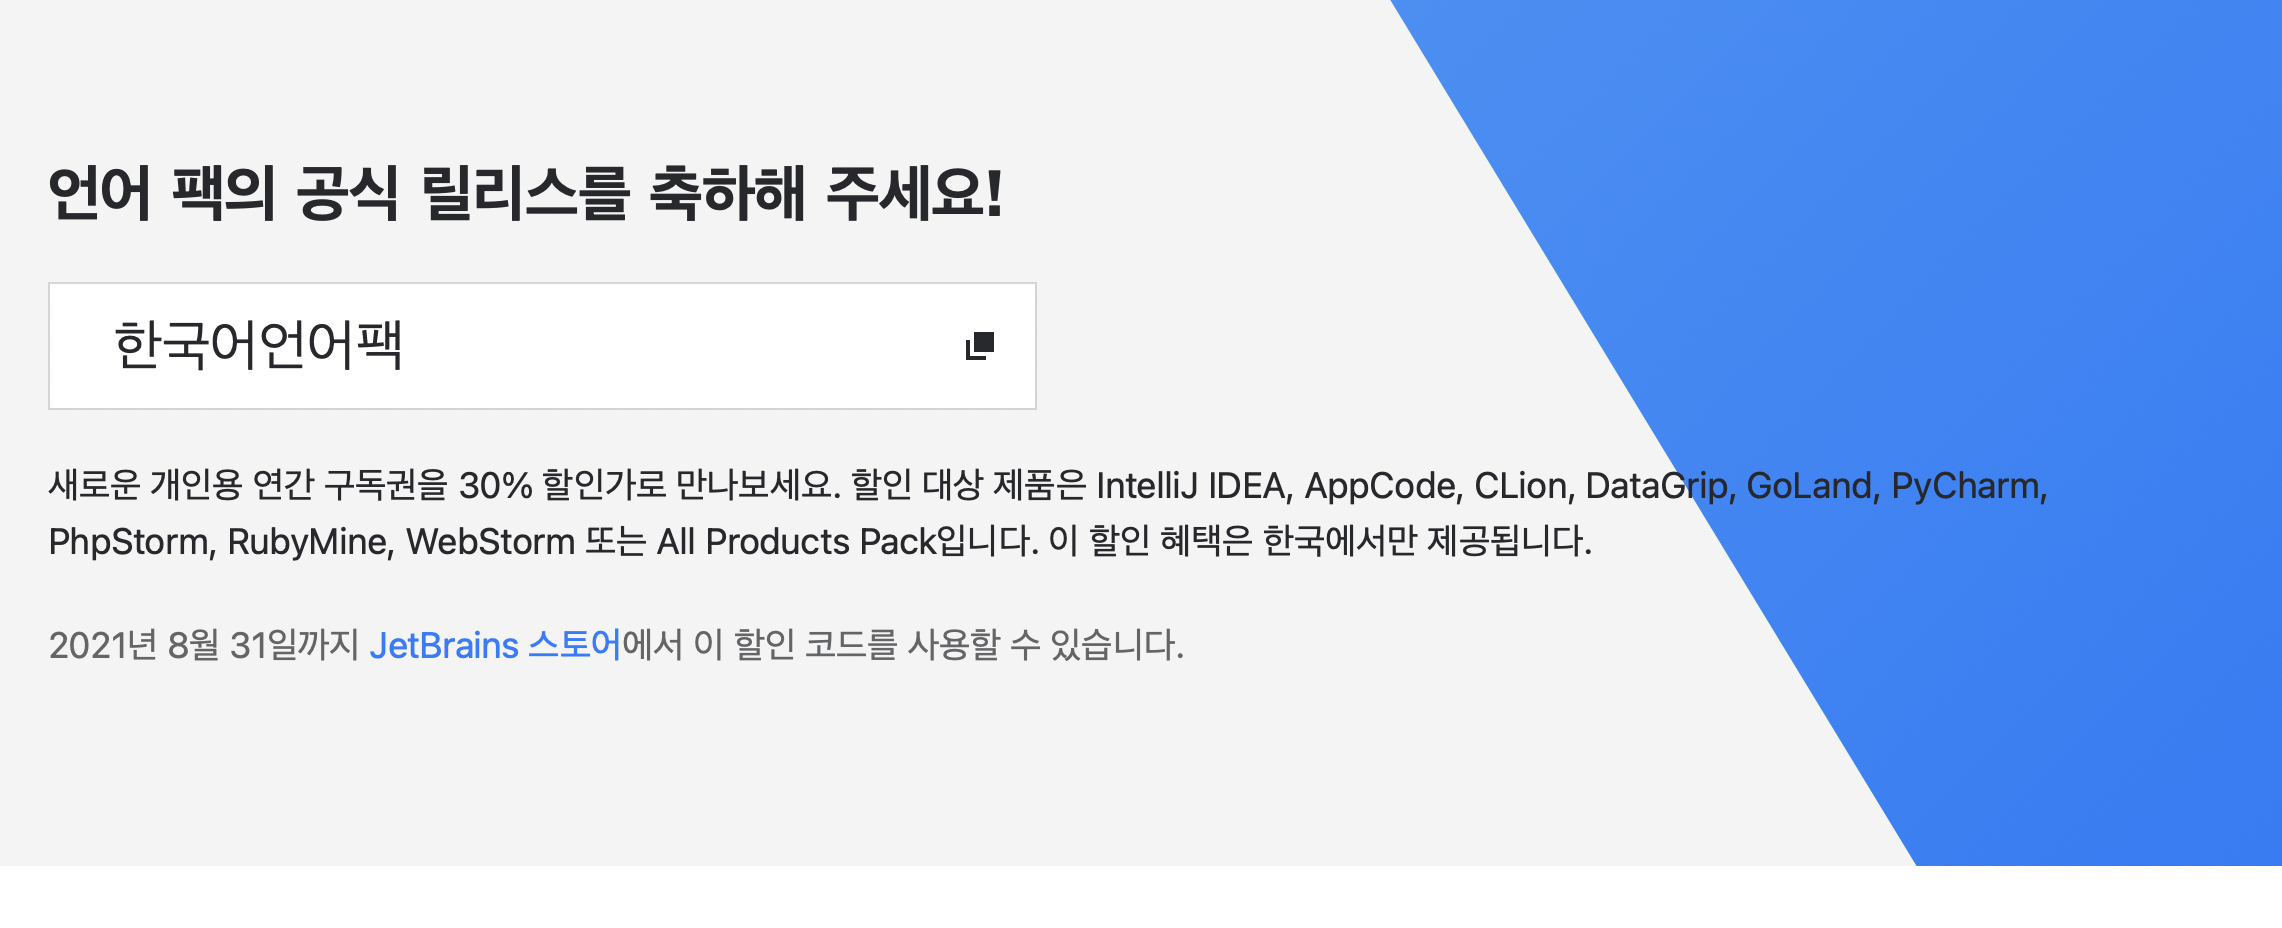 언어 팩의 공식 릴리스를 축하해 주세요!
한국어언어팩
새로운 개인용 연간 구독권을 30% 할인가로 만나보세요. 할인 대상 제품은 IntelliJ IDEA, AppCode, CLion, DataGrip, GoLand, PyCharm,
PhpStorm, RubyMine, WebStorm 또는 All Products Pack입니다. 이 할인 혜택은 한국에서만 제공됩니다.
2021년 8월 31일까지 JetBrains 스토어에서 이 할인 코드를 사용할 수 있습니다.